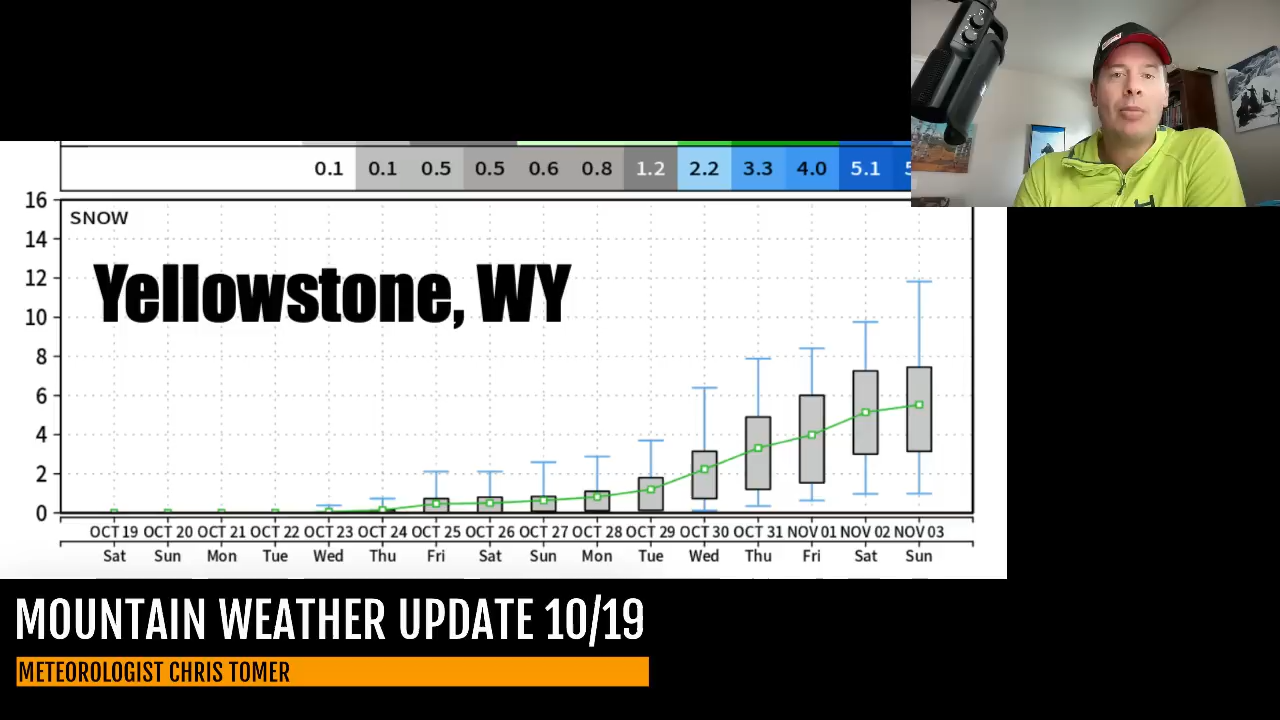 0.1 0.1 0.5 0.5 0.6 0.8 1.2 2.2 3.3 4.0 5.1
16
SNOW
14
Yellowstone, WY
12
10
8
6
4
2
0
OCT 19 OCT 20 OCT 21 OCT 22 OCT 23 OCT 24 OCT 25 OCT 26 OCT 27 OCT 28 OCT 29 OCT 30 OCT 31 NOV 01 NOV 02 NOV 03
Sat Sun Mon Tue Wed Thu Fri Sat Sun Mon Tue Wed Thu Fri Sat Sun
MOUNTAIN WEATHER UPDATE 10/19
METEOROLOGIST CHRIS TOMER